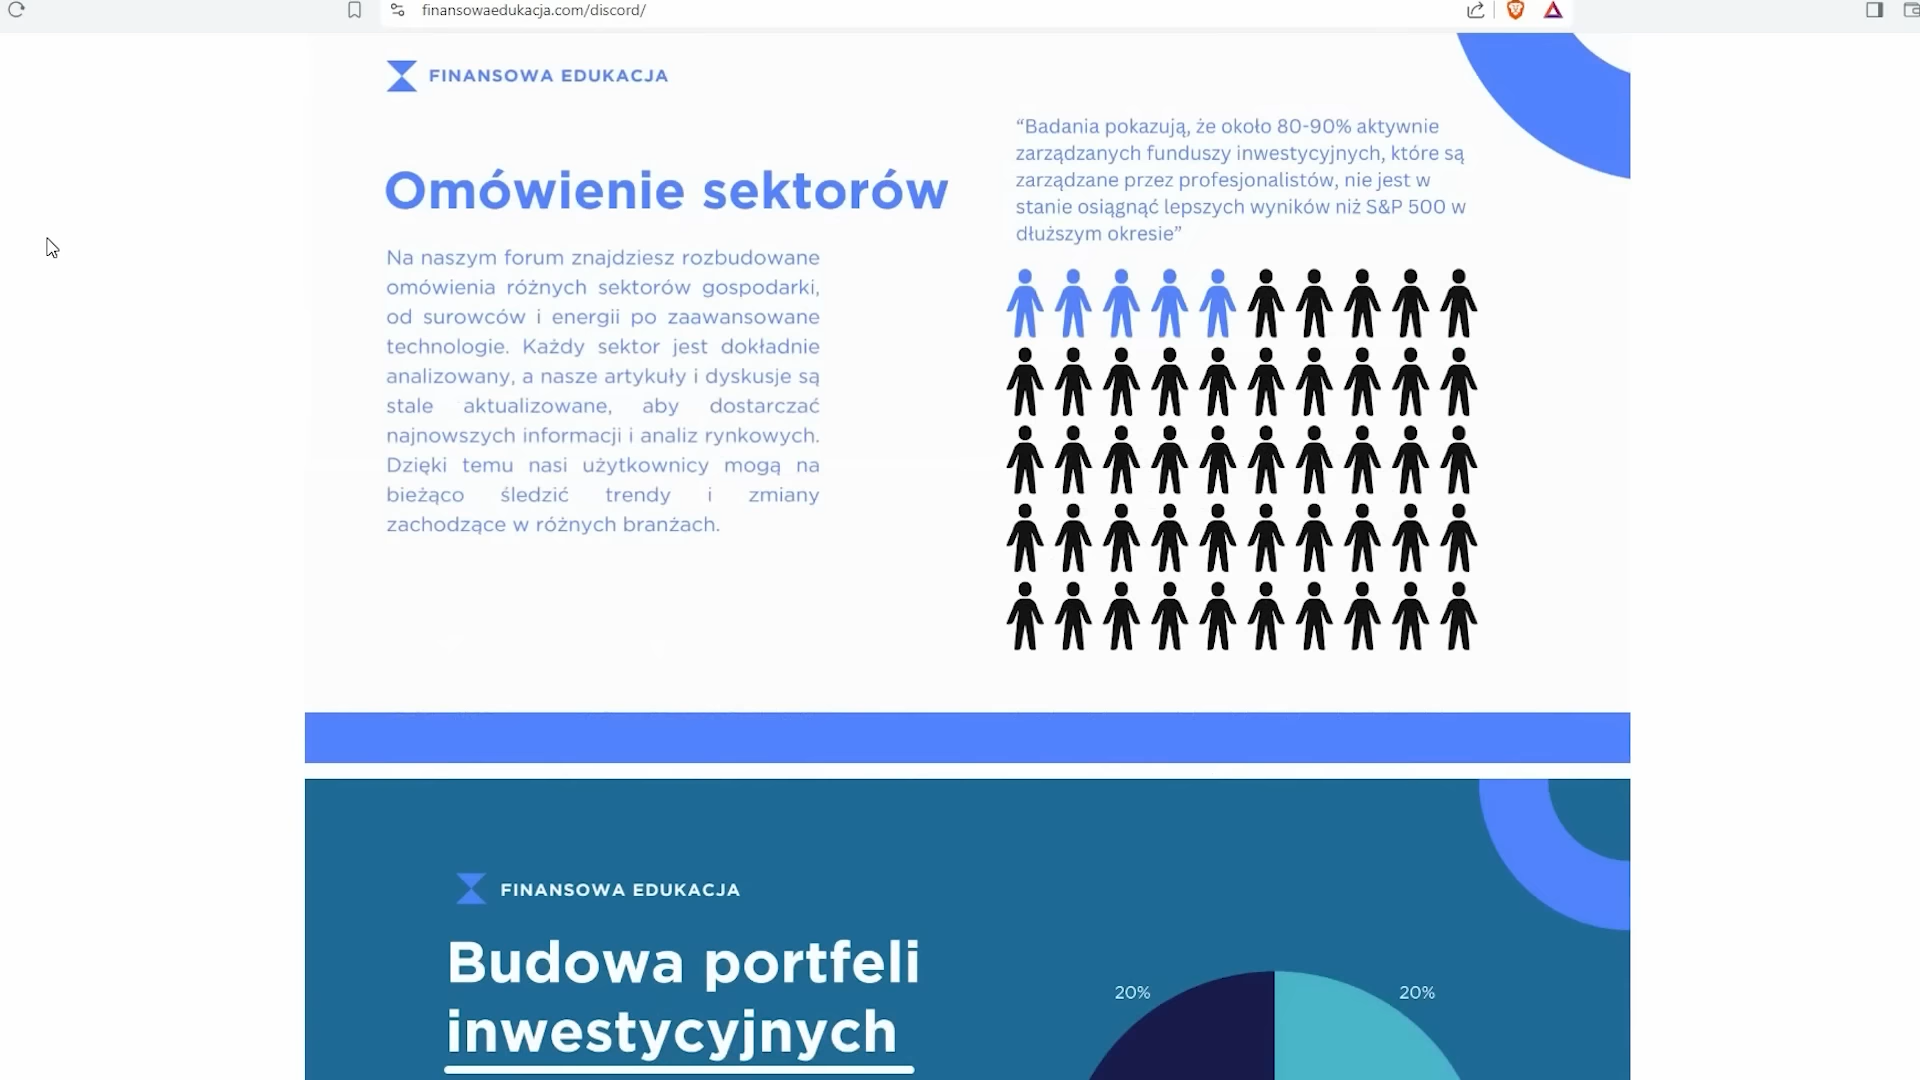 finansowaedukacja.com/discord/
FINANSOWA EDUKACJA
Omówienie sektorów
Na naszym forum znajdziesz rozbudowane
omówienia różnych sektorów gospodarki,
od surowców i energii po zaawansowane
technologie. Każdy sektor jest dokładnie
analizowany, a nasze artykuły i dyskusje są
stale aktualizowane, aby dostarczać
najnowszych informacji i analiz rynkowych.
Dzięki temu nasi użytkownicy mogą na
bieżąco śledzić trendy i zmiany
zachodzące w różnych branżach.
“Badania pokazują, że około 80-90% aktywnie
zarządzanych funduszy inwestycyjnych, które są
zarządzane przez profesjonalistów, nie jest w
stanie osiągnąć lepszych wyników niż S&P 500 w
dłuższym okresie”
FINANSOWA EDUKACJA
Budowa portfeli
inwestycyjnych
20%
20%